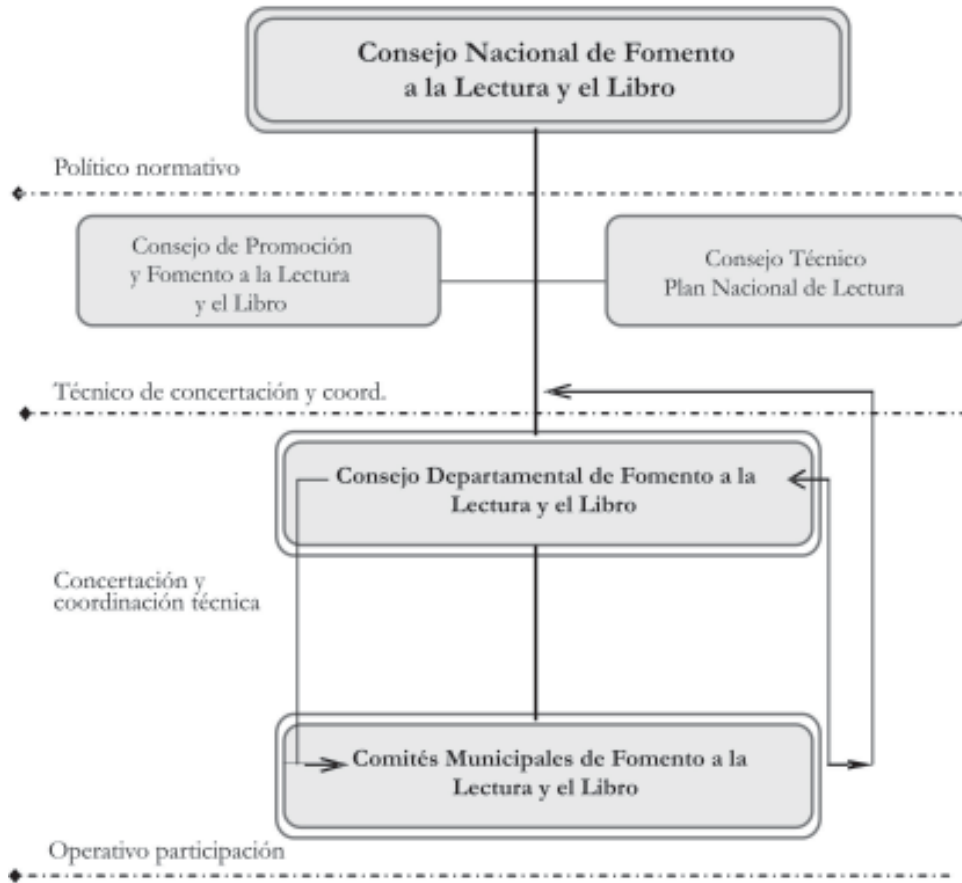 Consejo Nacional de Fomento
a la Lectura y el Libro
Político normativo
Consejo de Promoción
y Fomento a la Lectura
y el Libro
Consejo Técnico
Plan Nacional de Lectura
Técnico de concertación y coord.
Consejo Departamental de Fomento a la
Lectura y el Libro
Concertación y
coordinación técnica
Comités Municipales de Fomento a la
Lectura y el Libro
Operativo participación